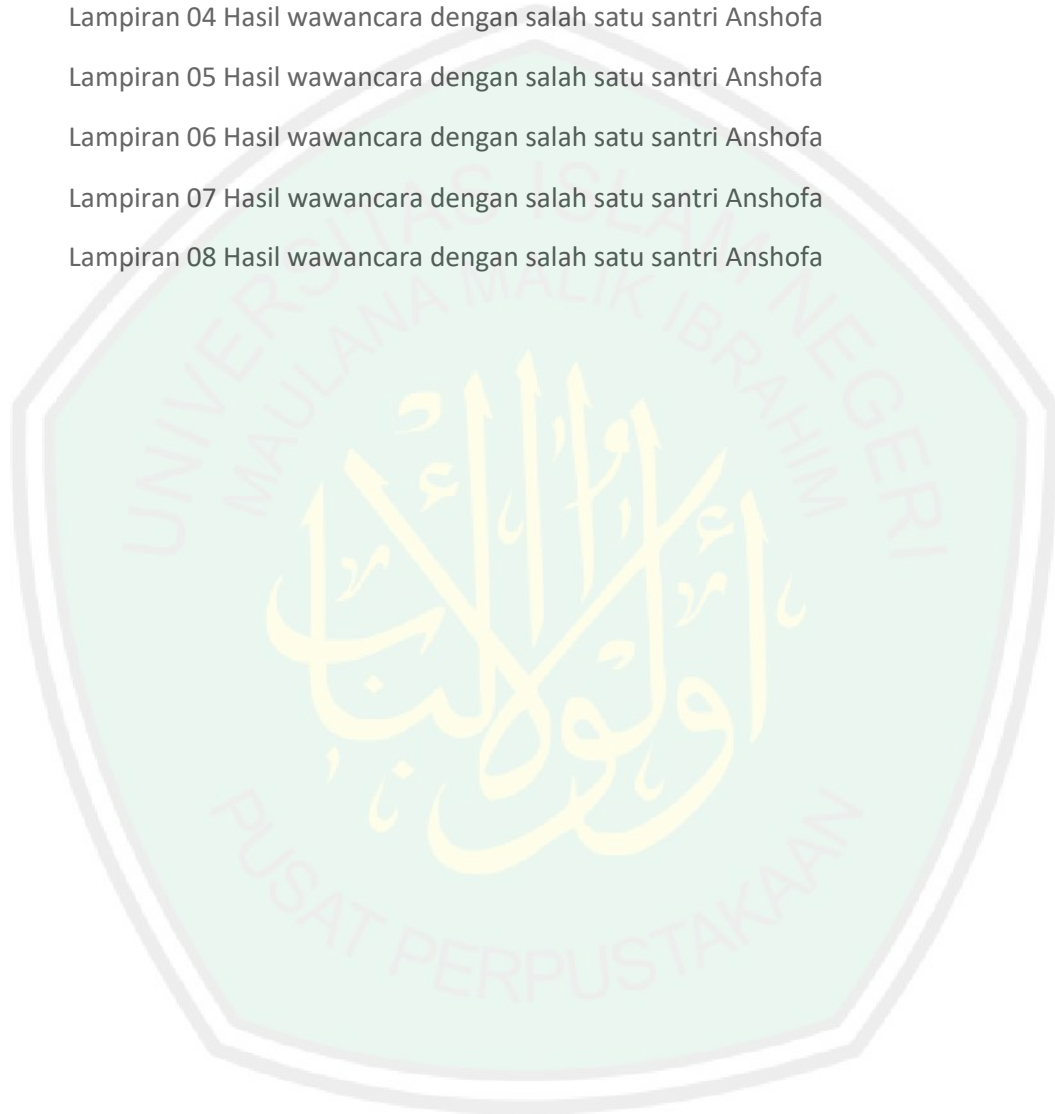 Lampiran 04 Hasil wawancara dengan salah satu santri Anshofa
Lampiran 05 Hasil wawancara dengan salah satu santri Anshofa
Lampiran 06 Hasil wawancara dengan salah satu santri Anshofa
Lampiran 07 Hasil wawancara dengan salah satu santri Anshofa
Lampiran 08 Hasil wawancara dengan salah satu santri Anshofa
UNIVERSITAS ISLAM NEGERI
MAULANA MALIK IBRAHIM
أولوا الألباب
PUSAT PERPUSTAKAAN